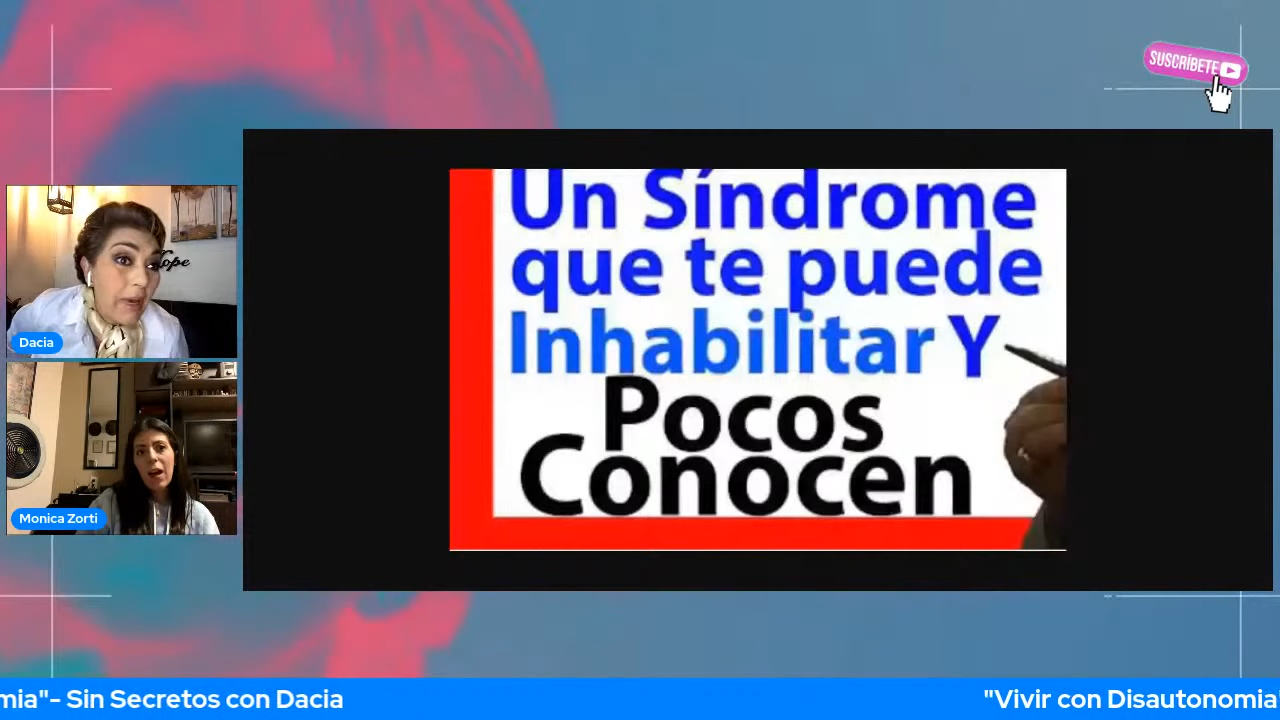 SUSCRÍBETE
Un Síndrome
que te puede
Inhabilitar Y
Pocos
Conocen
Hope
Dacia
Monica Zorti
mia"- Sin Secretos con Dacia
"Vivir con Disautonomia"